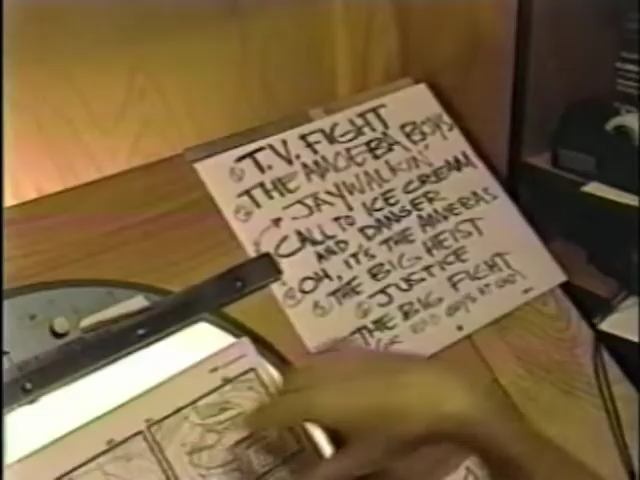 T.V. FIGHT
THE AMOEBA BOYS
JAYWALKIN'
CALL TO ICE CREAM
AND DANGER
OH, IT'S THE AMOEBAS
THE BIG HEIST
JUSTICE
THE BIG FIGHT